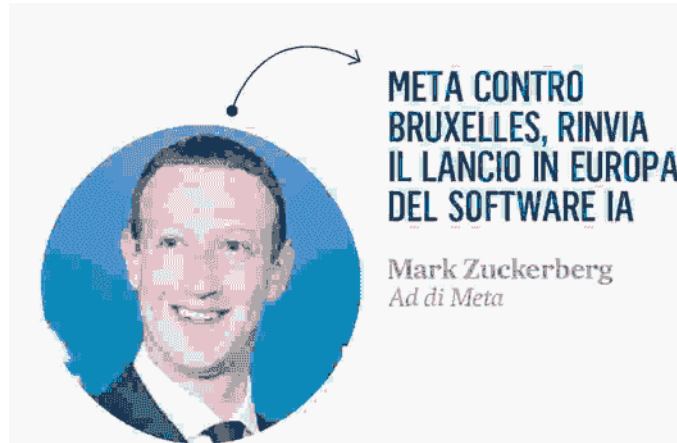 META CONTRO
BRUXELLES, RINVIA
IL LANCIO IN EUROPA
DEL SOFTWARE IA
Mark Zuckerberg
Ad di Meta